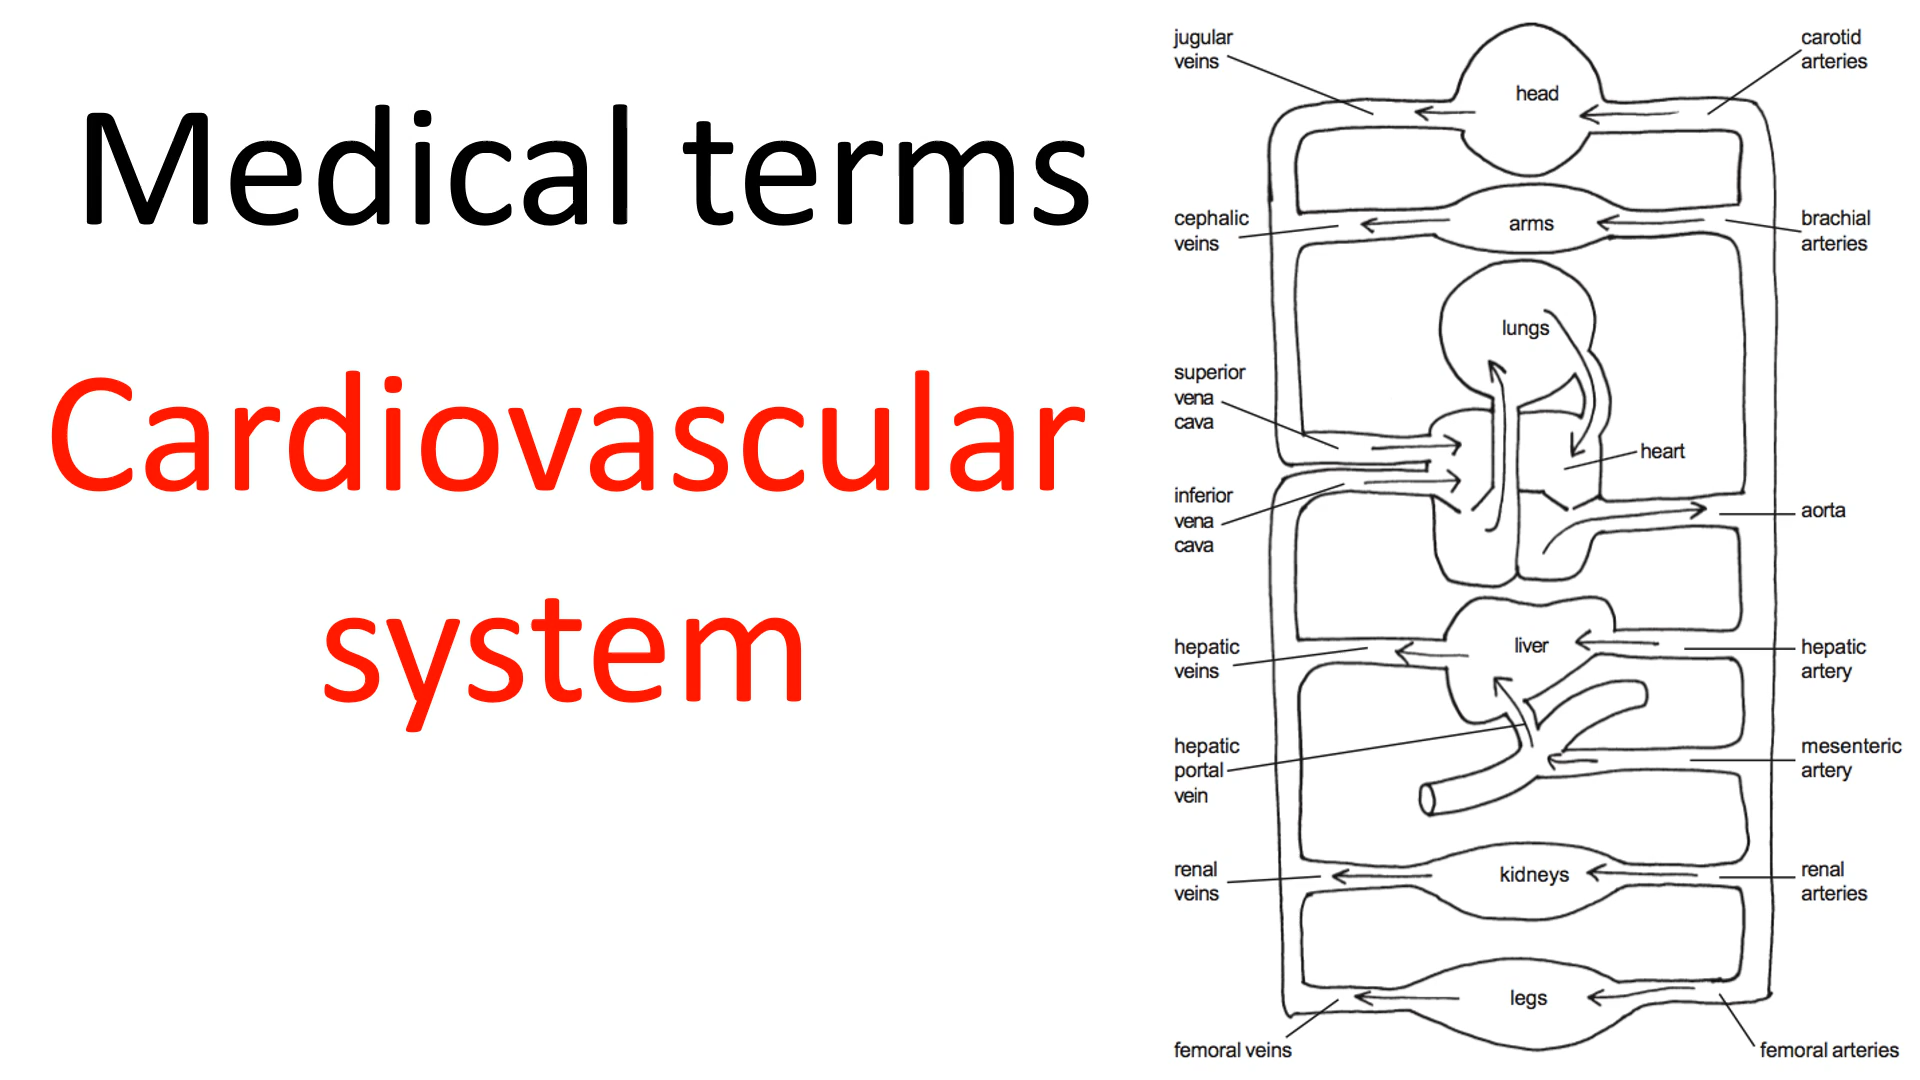 Medical terms
Cardiovascular
system
jugular
veins
head
carotid
arteries
cephalic
veins
arms
brachial
arteries
lungs
superior
vena
cava
heart
inferior
vena
cava
aorta
hepatic
veins
liver
hepatic
artery
hepatic
portal
vein
mesenteric
artery
renal
veins
kidneys
renal
arteries
legs
femoral veins
femoral arteries